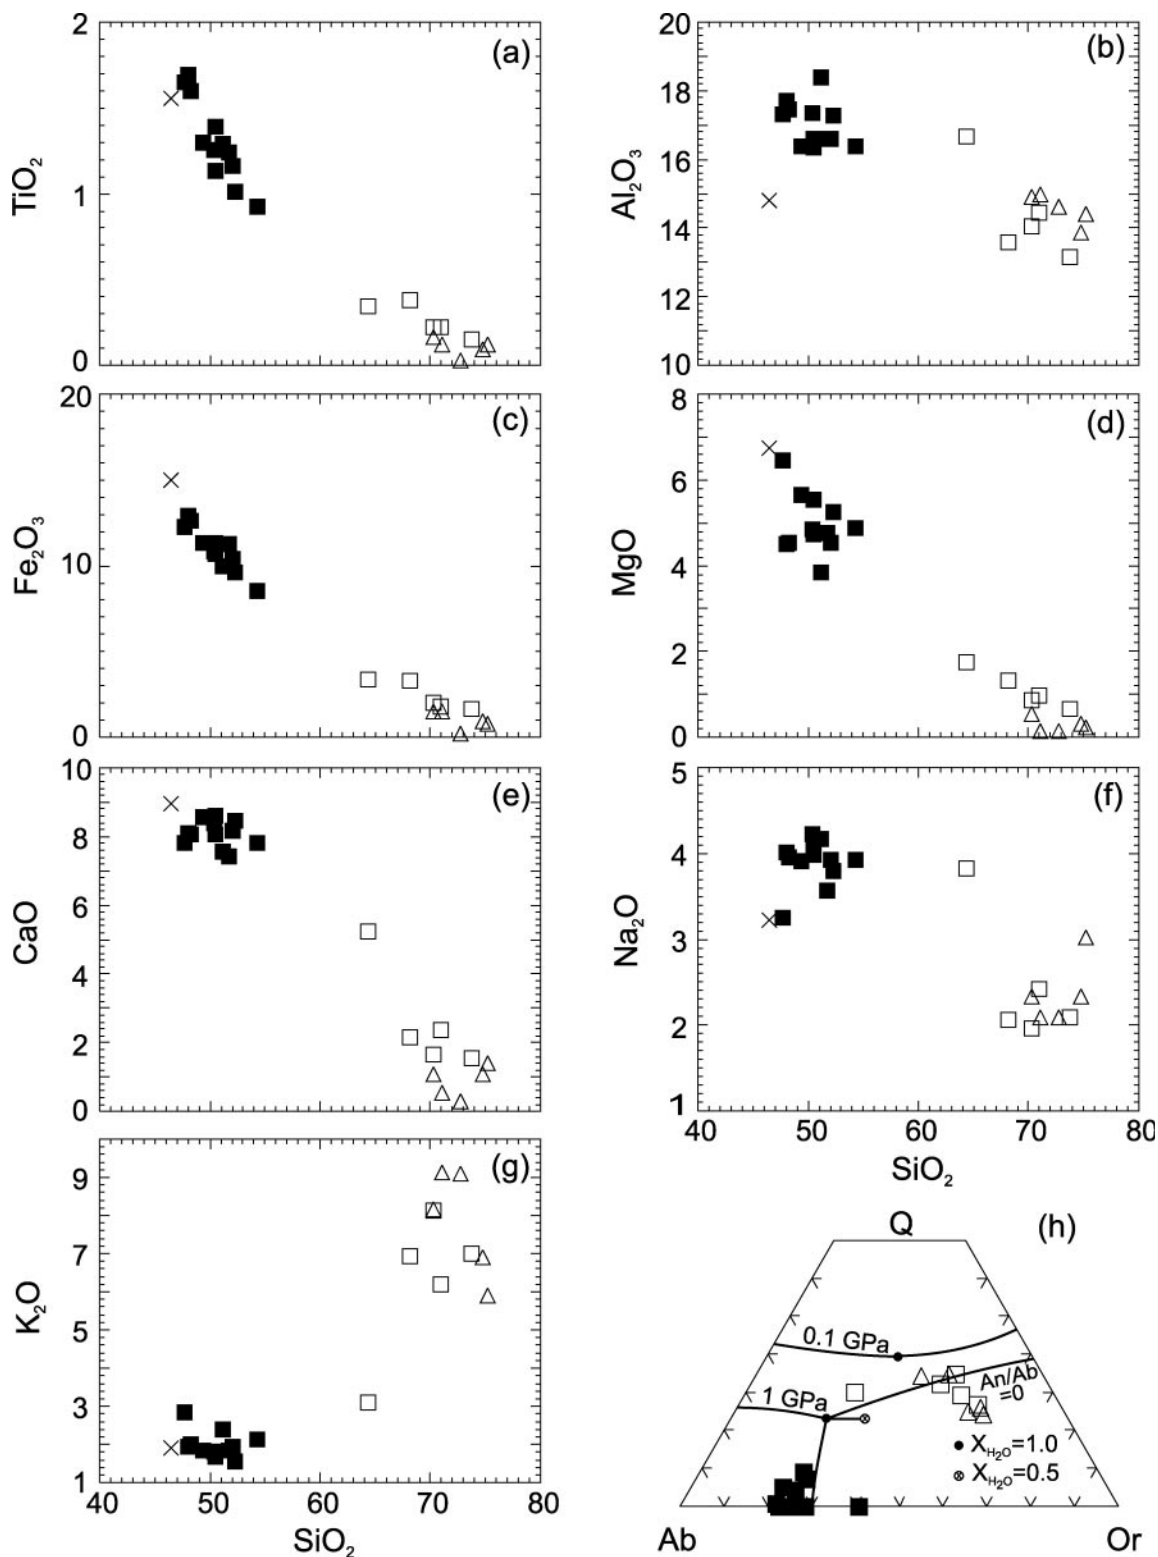 (a)
2
1
0
TiO2
(b)
20
18
16
14
12
10
Al2O3
(c)
20
10
0
Fe2O3
(d)
8
6
4
2
0
MgO
(e)
10
8
6
4
2
0
CaO
(f)
5
4
3
2
1
Na2O
40 50 60 70 80
SiO2
(g)
9
7
5
3
1
K2O
40 50 60 70 80
SiO2
(h)
Q
0.1 GPa
1 GPa
An/Ab
=0
XH2O=1.0
XH2O=0.5
Ab Or